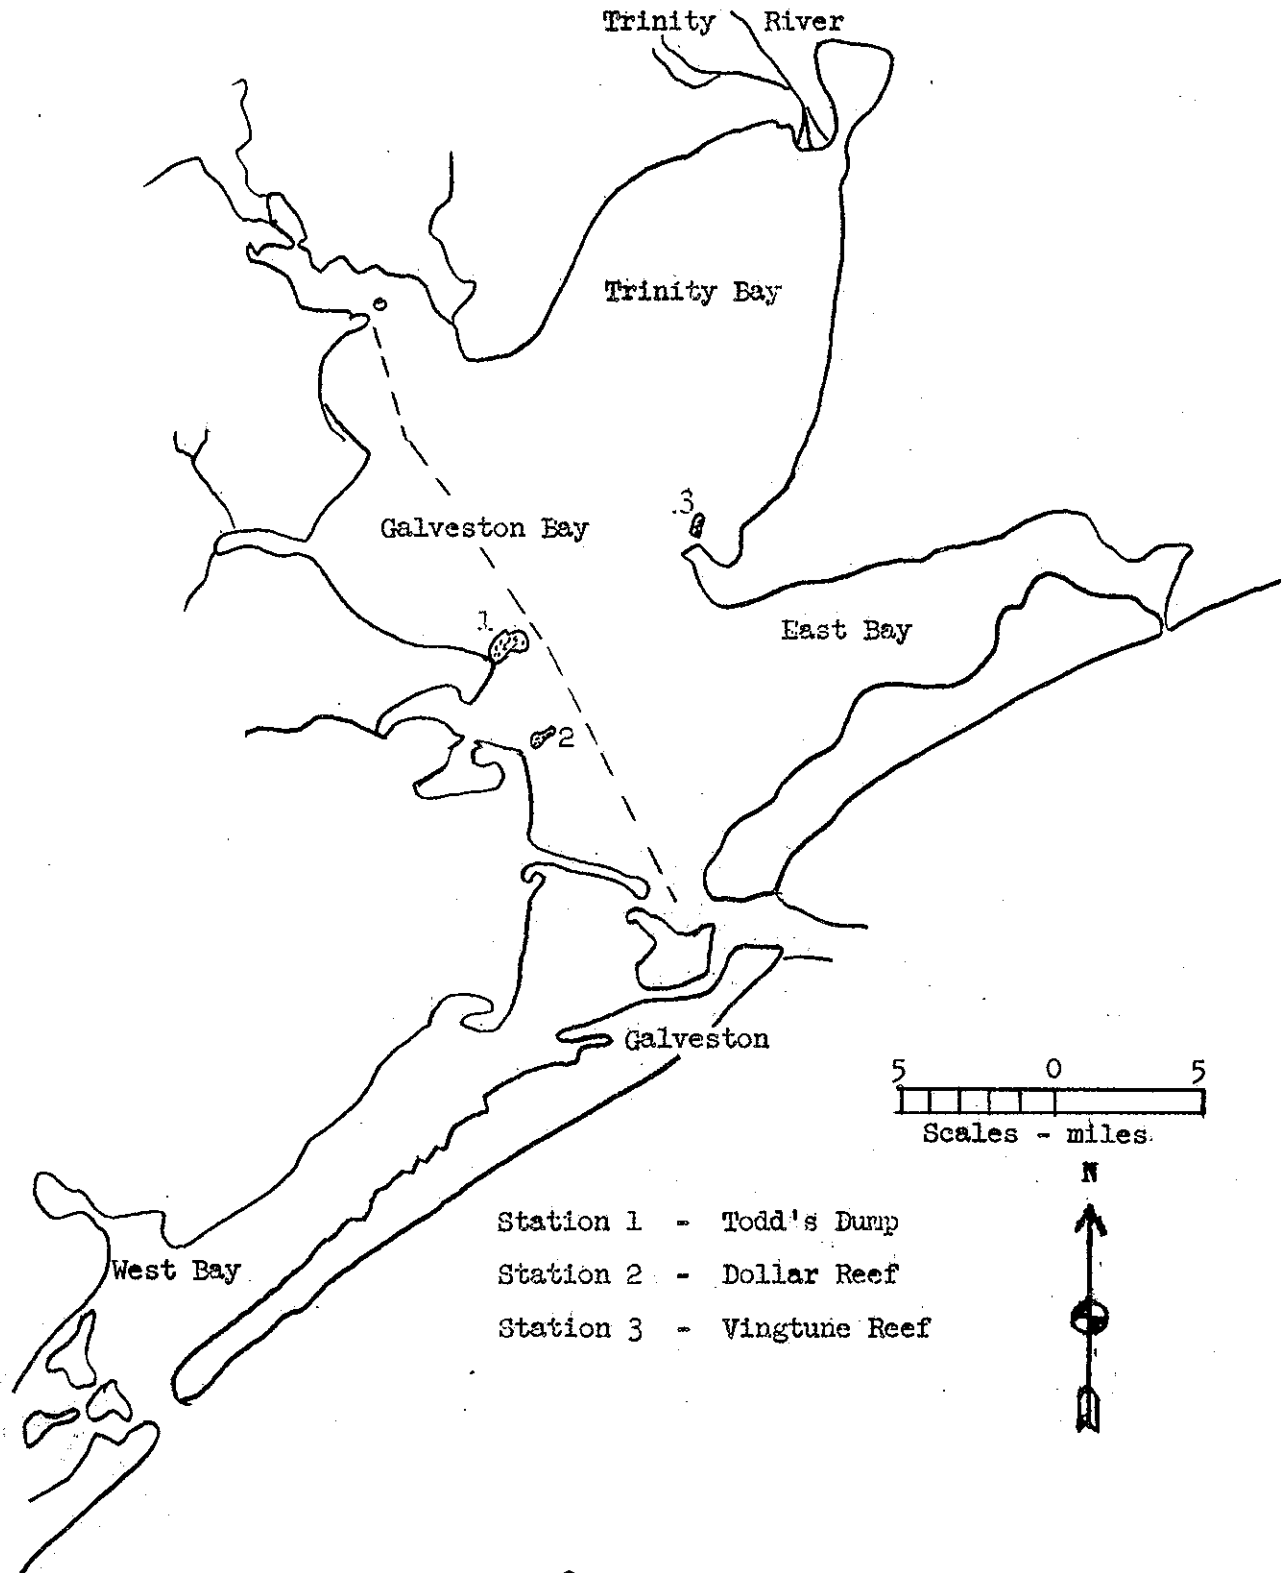 Trinity River
Trinity Bay
3
Galveston Bay
1
East Bay
2
Galveston
5 0 5
Scales - miles
N
Station 1 - Todd's Dump
West Bay
Station 2 - Dollar Reef
Station 3 - Vingtune Reef